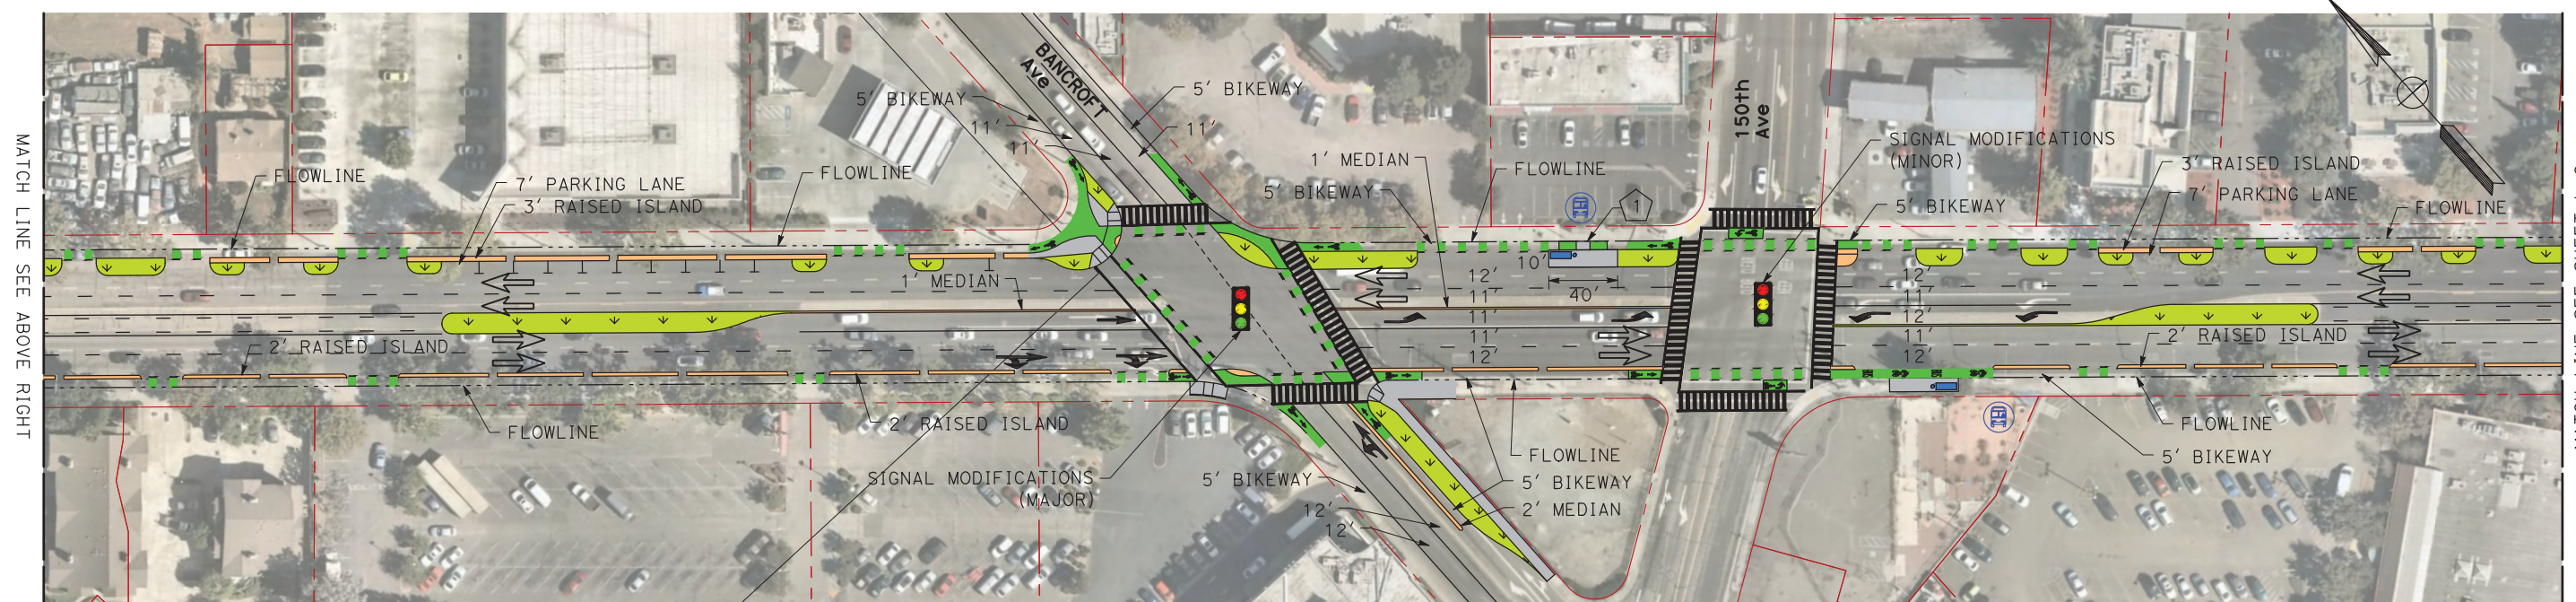 MATCH LINE SEE ABOVE RIGHT
FLOWLINE
7' PARKING LANE
3' RAISED ISLAND
FLOWLINE
5' BIKEWAY
11'
11'
BANCROFT
Ave
5' BIKEWAY
11'
1' MEDIAN
5' BIKEWAY
FLOWLINE
1
150th
Ave
SIGNAL MODIFICATIONS
(MINOR)
5' BIKEWAY
3' RAISED ISLAND
7' PARKING LANE
FLOWLINE
1' MEDIAN
10'
40'
12'
11'
11'
11'
12'
12'
11'
12'
11'
12'
2' RAISED ISLAND
2' RAISED ISLAND
FLOWLINE
2' RAISED ISLAND
SIGNAL MODIFICATIONS
(MAJOR)
5' BIKEWAY
12'
12'
FLOWLINE
5' BIKEWAY
2' MEDIAN
FLOWLINE
5' BIKEWAY